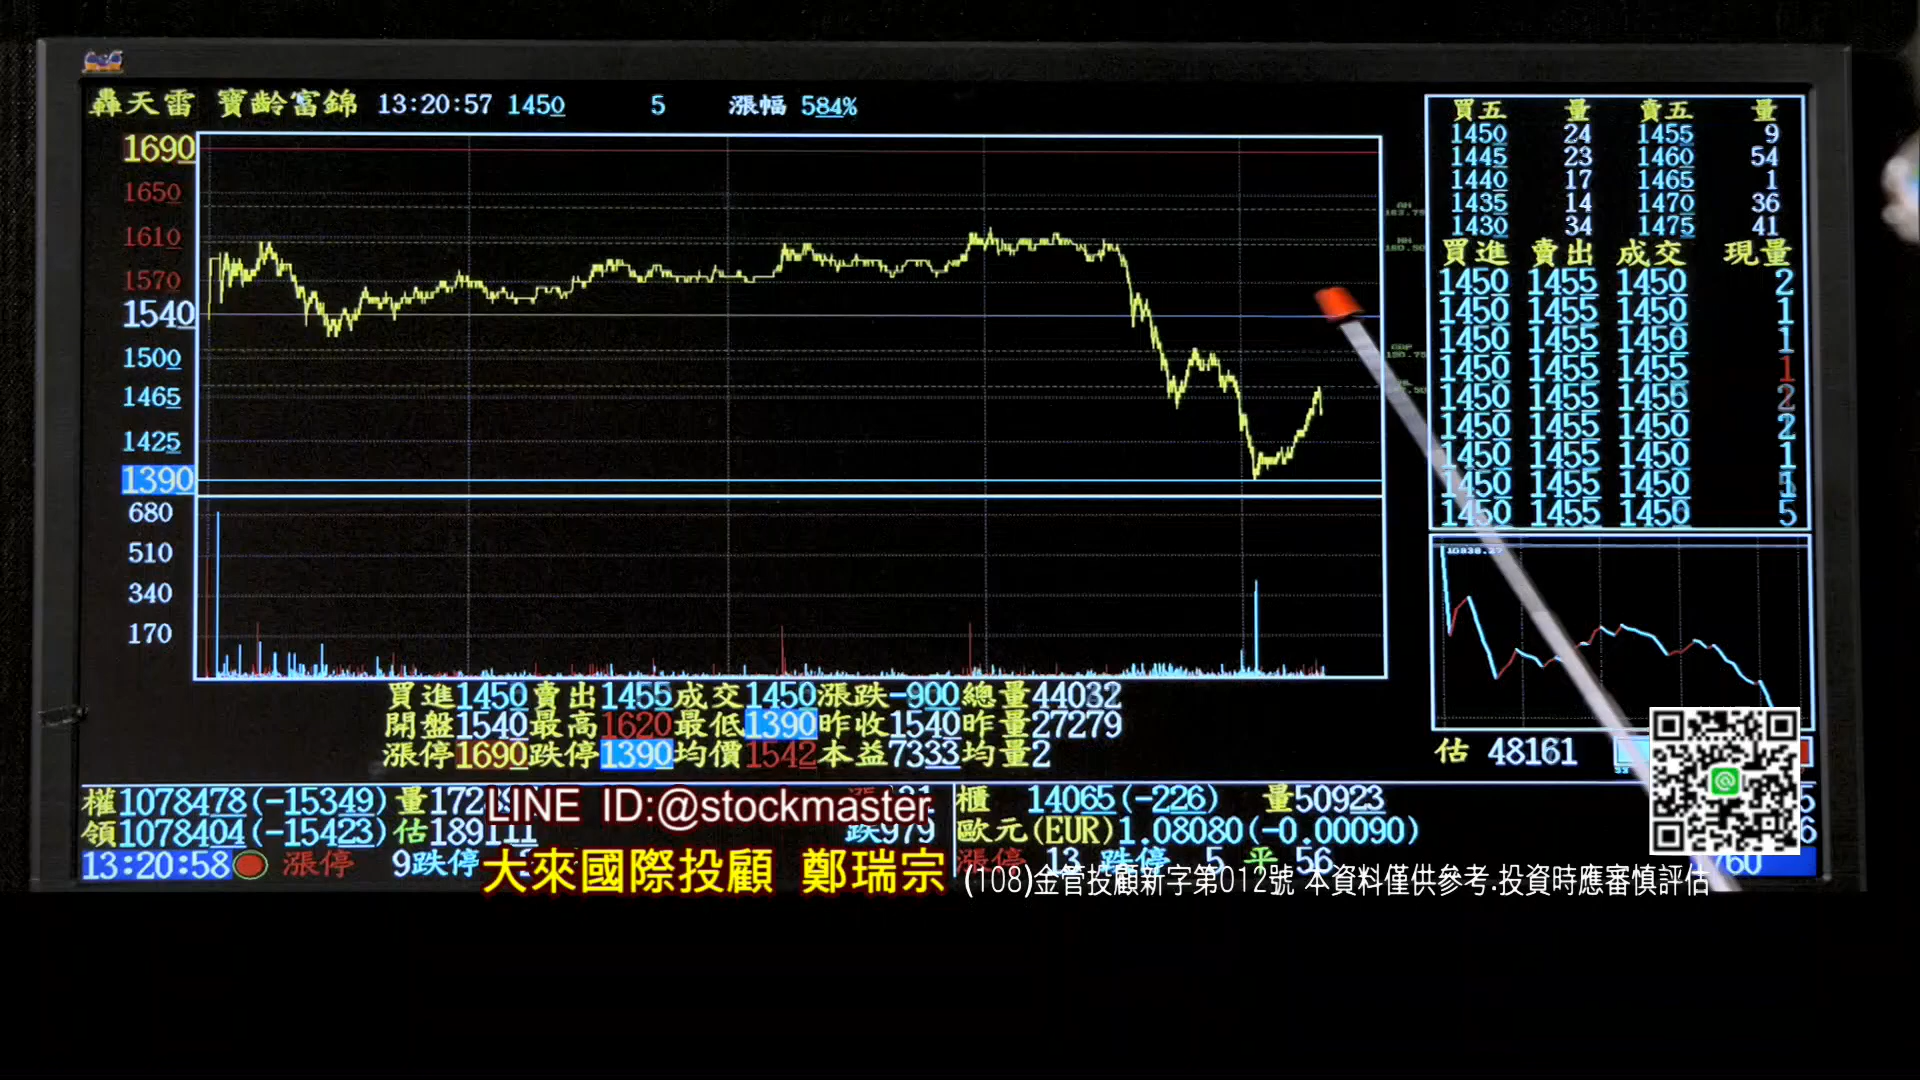 轟天雷 寶齡富錦 13:20:57 1450 5 漲幅 584%
1690
1650
1610
1570
1540
1500
1465
1425
1390
680
510
340
170
買五 量 賣五 量
1450 24 1455 9
1445 23 1460 54
1440 17 1465 1
1435 14 1470 36
1430 34 1475 41
買進 賣出 成交 現量
1450 1455 1450 2
1450 1455 1450 1
1450 1455 1450 1
1450 1455 1455 1
1450 1455 1456 2
1450 1455 1450 2
1450 1455 1450 1
1450 1455 1450
1450 1455 1450 5
估 48161
買進1450賣出1455成交1450漲跌-900總量44032
開盤1540最高1620最低1390昨收1540昨量27279
漲停1690跌停1390均價1542本益7333均量2
權1078478(-15349)量172
領1078404(-15423)估189111 跌979
13:20:58 漲停 9跌停
櫃 14065(-226) 量50923
歐元(EUR)1.08080(-0.00090)
漲停 13 跌停 5 平 56
LINE ID:@stockmaster
大來國際投顧 鄭瑞宗
(108)金管投顧新字第012號 本資料僅供參考.投資時應審慎評估